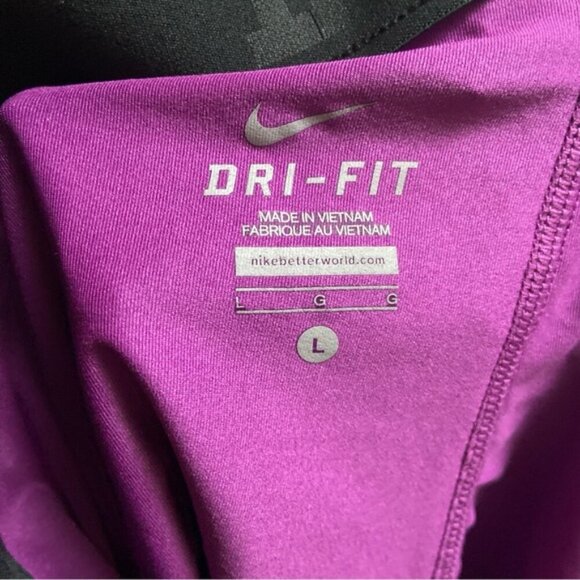 DRI-FIT
MADE IN VIETNAM
FABRIQUE AU VIETNAM
nikebetterworld.com
L G G
L